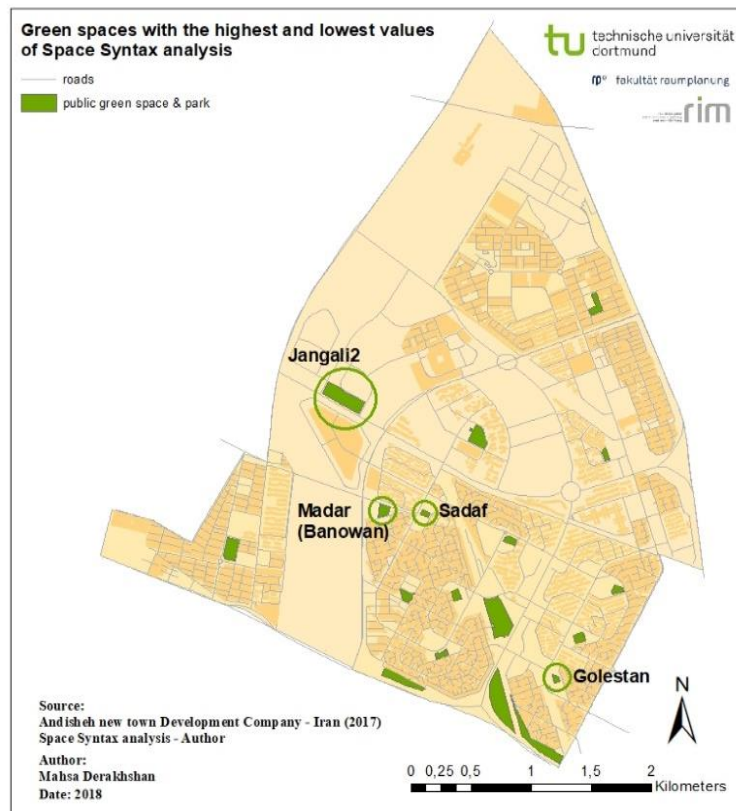 Green spaces with the highest and lowest values
of Space Syntax analysis
roads
public green space & park
tu technische universität
dortmund
rp fakultät raumplanung
rim
Jangali2
Madar
(Banowan)
Sadaf
Golestan
N
Source:
Andisheh new town Development Company - Iran (2017)
Space Syntax analysis - Author
Author:
Mahsa Derakhshan
Date: 2018
0 0,25 0,5 1 1,5 2
Kilometers